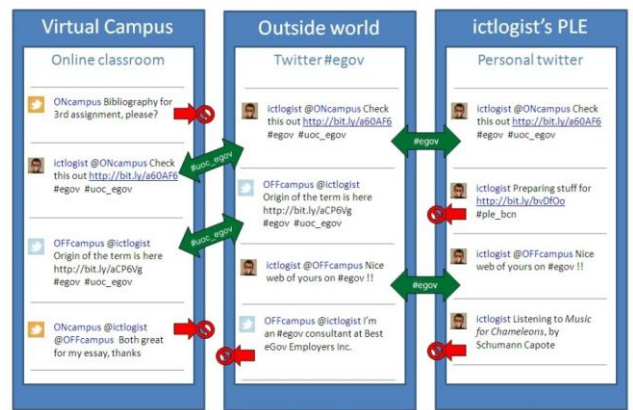 Virtual Campus
Online classroom
ONcampus Bibliography for
3rd assignment, please?
ictlogist @ONcampus Check
this out http://bit.ly/a60AF6
#egov #uoc_egov
OFFcampus @ictlogist
Origin of the term is here
http://bit.ly/aCP6Vg
#egov #uoc_egov
ONcampus @ictlogist
@OFFcampus Both great
for my essay, thanks
#uoc_egov
#uoc_egov
Outside world
Twitter #egov
ictlogist @ONcampus Check
this out http://bit.ly/a60AF6
#egov #uoc_egov
OFFcampus @ictlogist
Origin of the term is here
http://bit.ly/aCP6Vg
#egov #uoc_egov
ictlogist @OFFcampus Nice
web of yours on #egov !!
OFFcampus @ictlogist I'm
an #egov consultant at Best
eGov Employers Inc.
#egov
#egov
ictlogist's PLE
Personal twitter
ictlogist @ONcampus Check
this out http://bit.ly/a60AF6
#egov #uoc_egov
ictlogist Preparing stuff for
http://bit.ly/bvDfOo
#ple_bcn
ictlogist @OFFcampus Nice
web of yours on #egov !!
ictlogist Listening to Music
for Chameleons, by
Schumann Capote